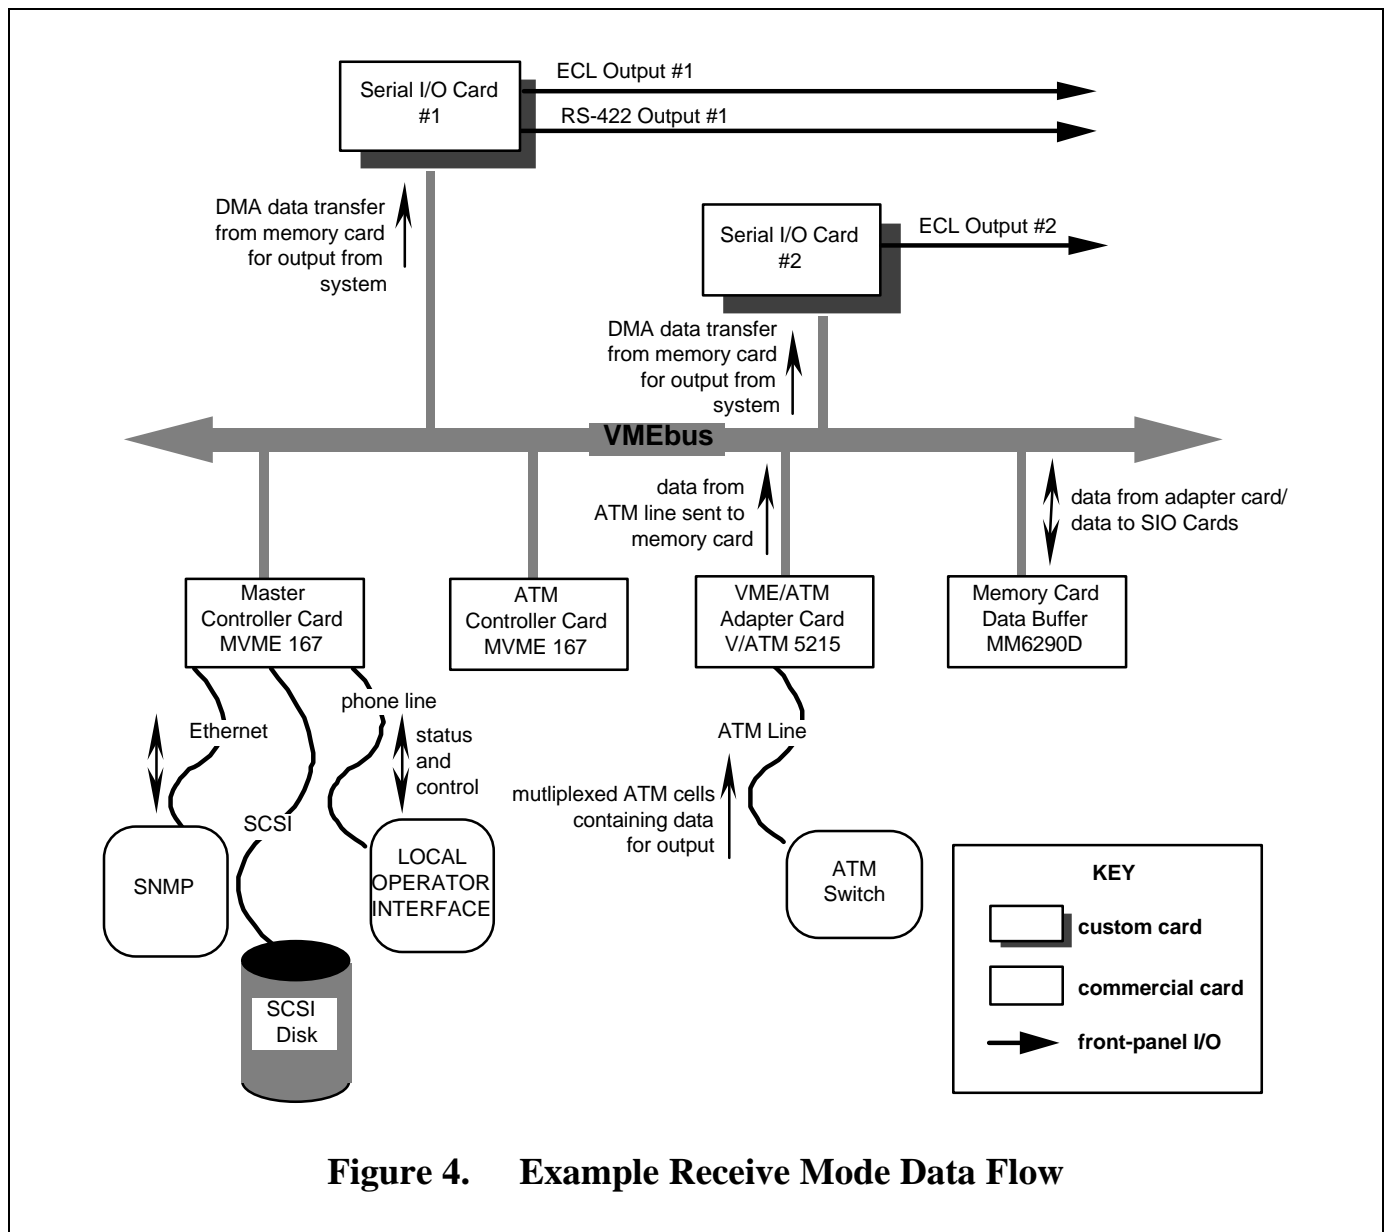 Serial I/O Card
#1
ECL Output #1
RS-422 Output #1
DMA data transfer
from memory card
for output from
system
Serial I/O Card
#2
ECL Output #2
DMA data transfer
from memory card
for output from
system
VMEbus
data from
ATM line sent to
memory card
data from adapter card/
data to SIO Cards
Master
Controller Card
MVME 167
ATM
Controller Card
MVME 167
VME/ATM
Adapter Card
V/ATM 5215
Memory Card
Data Buffer
MM6290D
phone line
Ethernet
status
and
control
ATM Line
SCSI
mutliplexed ATM cells
containing data
for output
SNMP
LOCAL
OPERATOR
INTERFACE
ATM
Switch
SCSI
Disk
KEY
custom card
commercial card
front-panel I/O
Figure 4. Example Receive Mode Data Flow